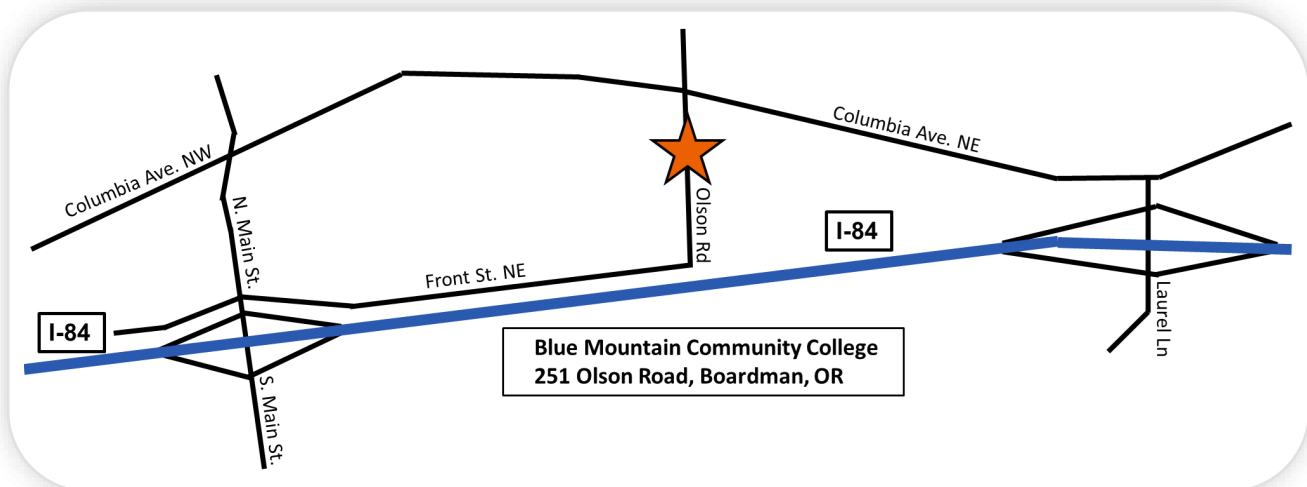 Columbia Ave. NW
Columbia Ave. NE
N. Main St.
Olson Rd
I-84
Front St. NE
I-84
Laurel Ln
Blue Mountain Community College
251 Olson Road, Boardman, OR
S. Main St.